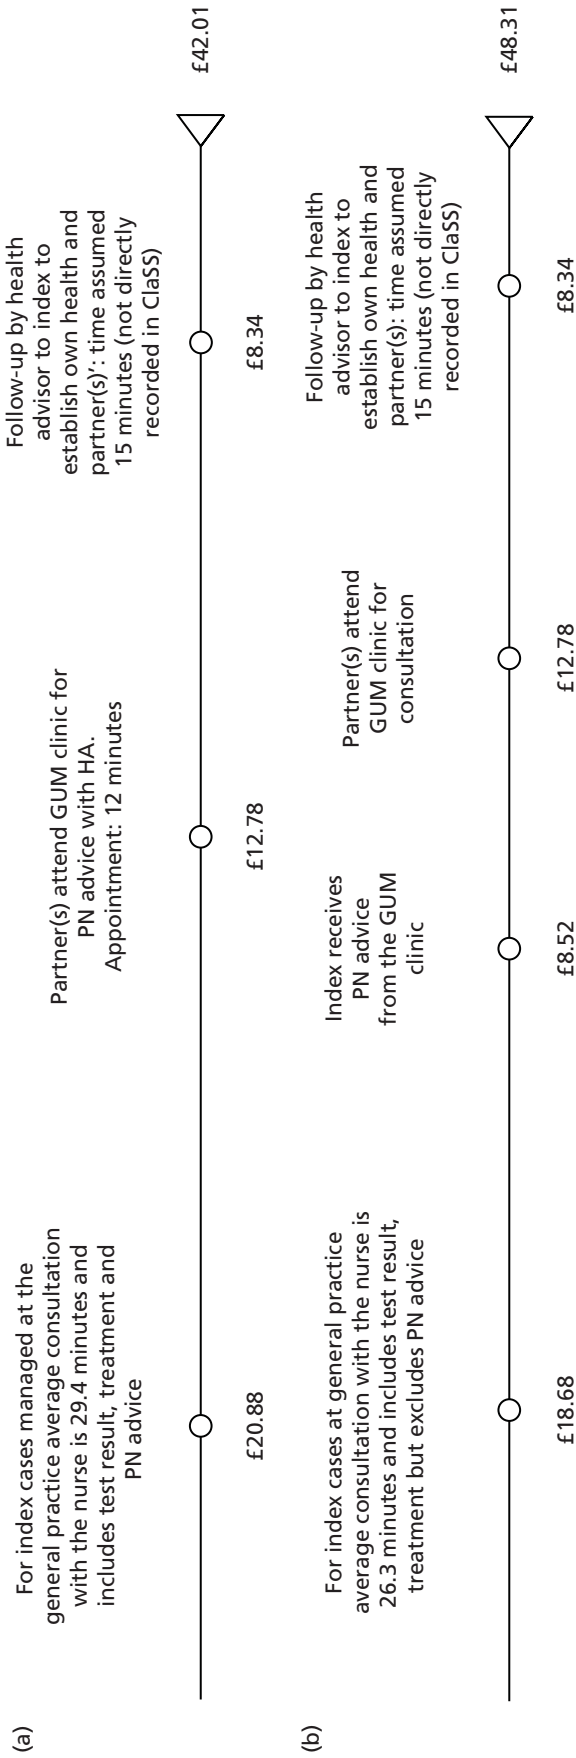 (a)
For index cases managed at the
general practice average consultation
with the nurse is 29.4 minutes and
includes test result, treatment and
PN advice
£20.88
Partner(s) attend GUM clinic for
PN advice with HA.
Appointment: 12 minutes
£12.78
Follow-up by health
advisor to index to
establish own health and
partner(s)’: time assumed
15 minutes (not directly
recorded in ClaSS)
£8.34
£42.01
(b)
For index cases at general practice
average consultation with the nurse is
26.3 minutes and includes test result,
treatment but excludes PN advice
£18.68
Index receives
PN advice
from the GUM
clinic
£8.52
Partner(s) attend
GUM clinic for
consultation
£12.78
Follow-up by health
advisor to index to
establish own health and
partner(s): time assumed
15 minutes (not directly
recorded in ClaSS)
£8.34
£48.31